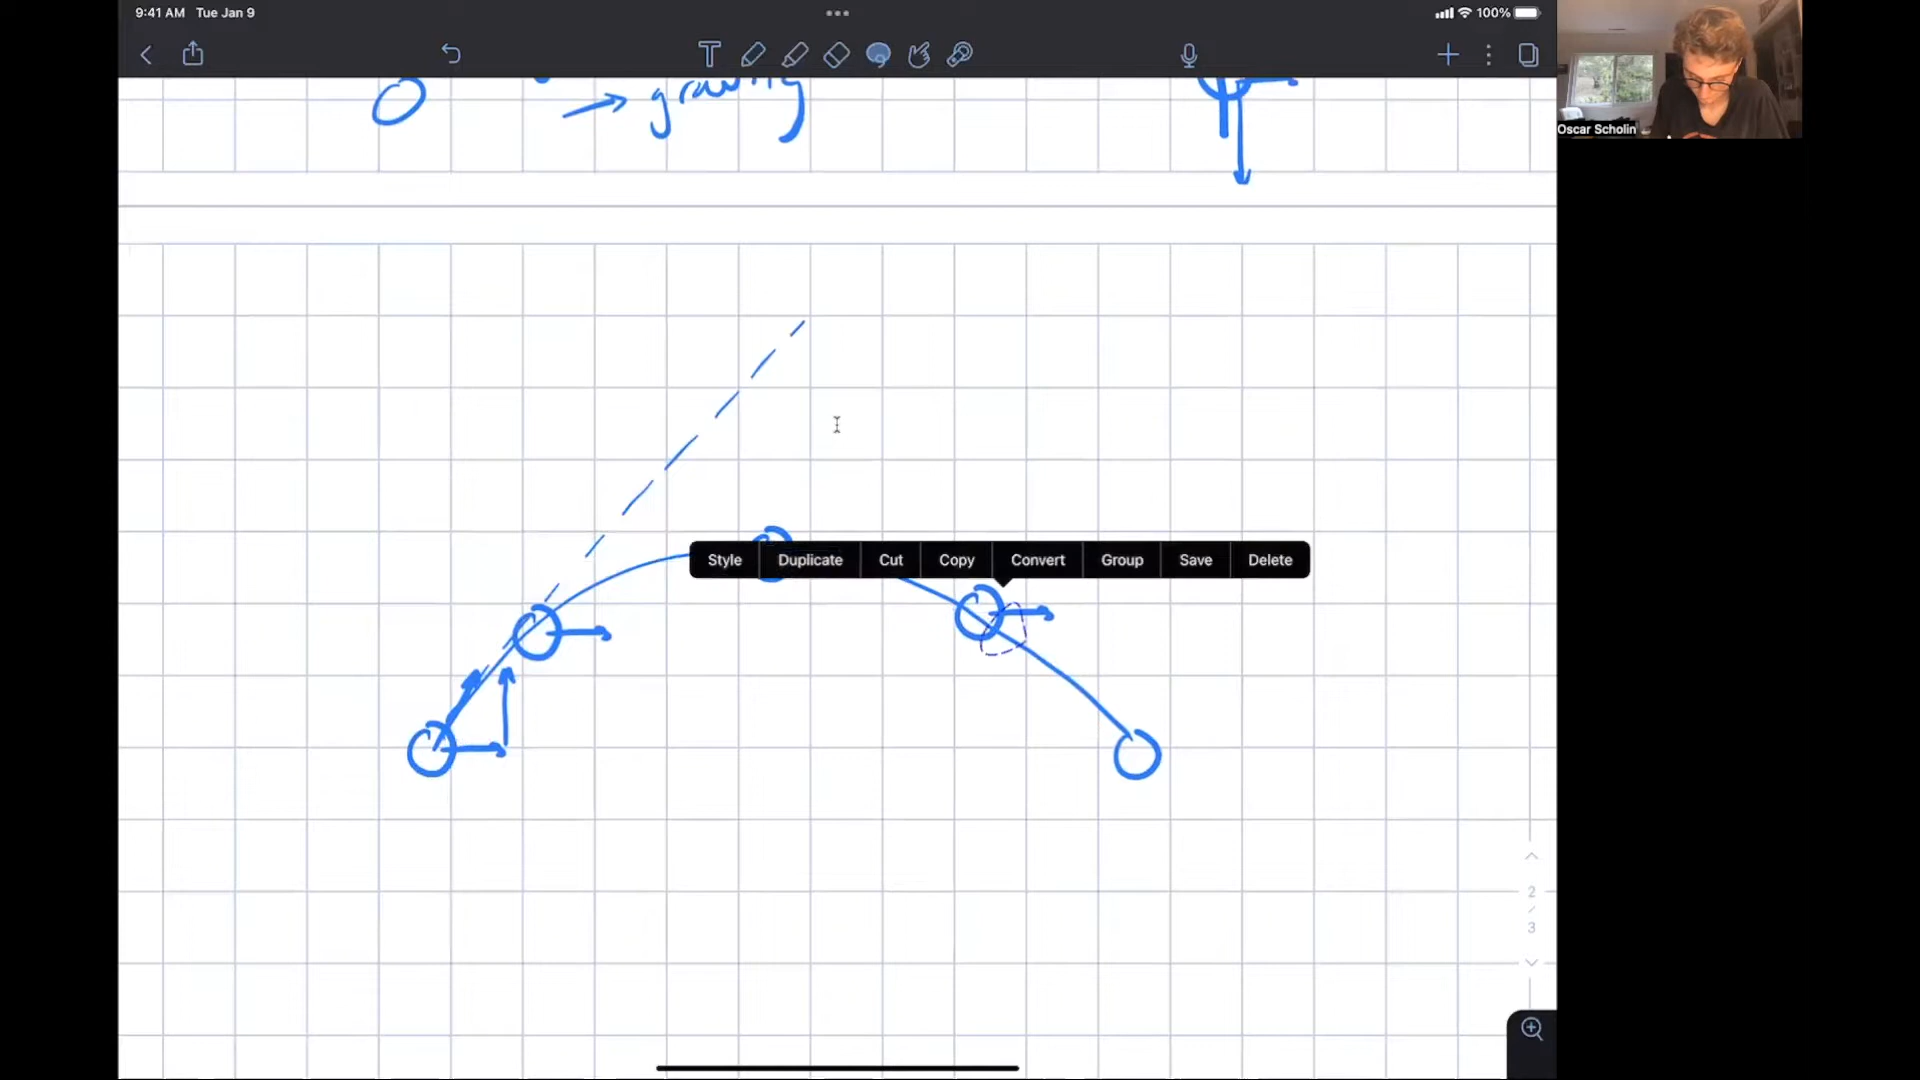 9:41 AM Tue Jan 9
100%
T
→ gravity
Oscar Scholin
Style Duplicate Cut Copy Convert Group Save Delete
2
/
3